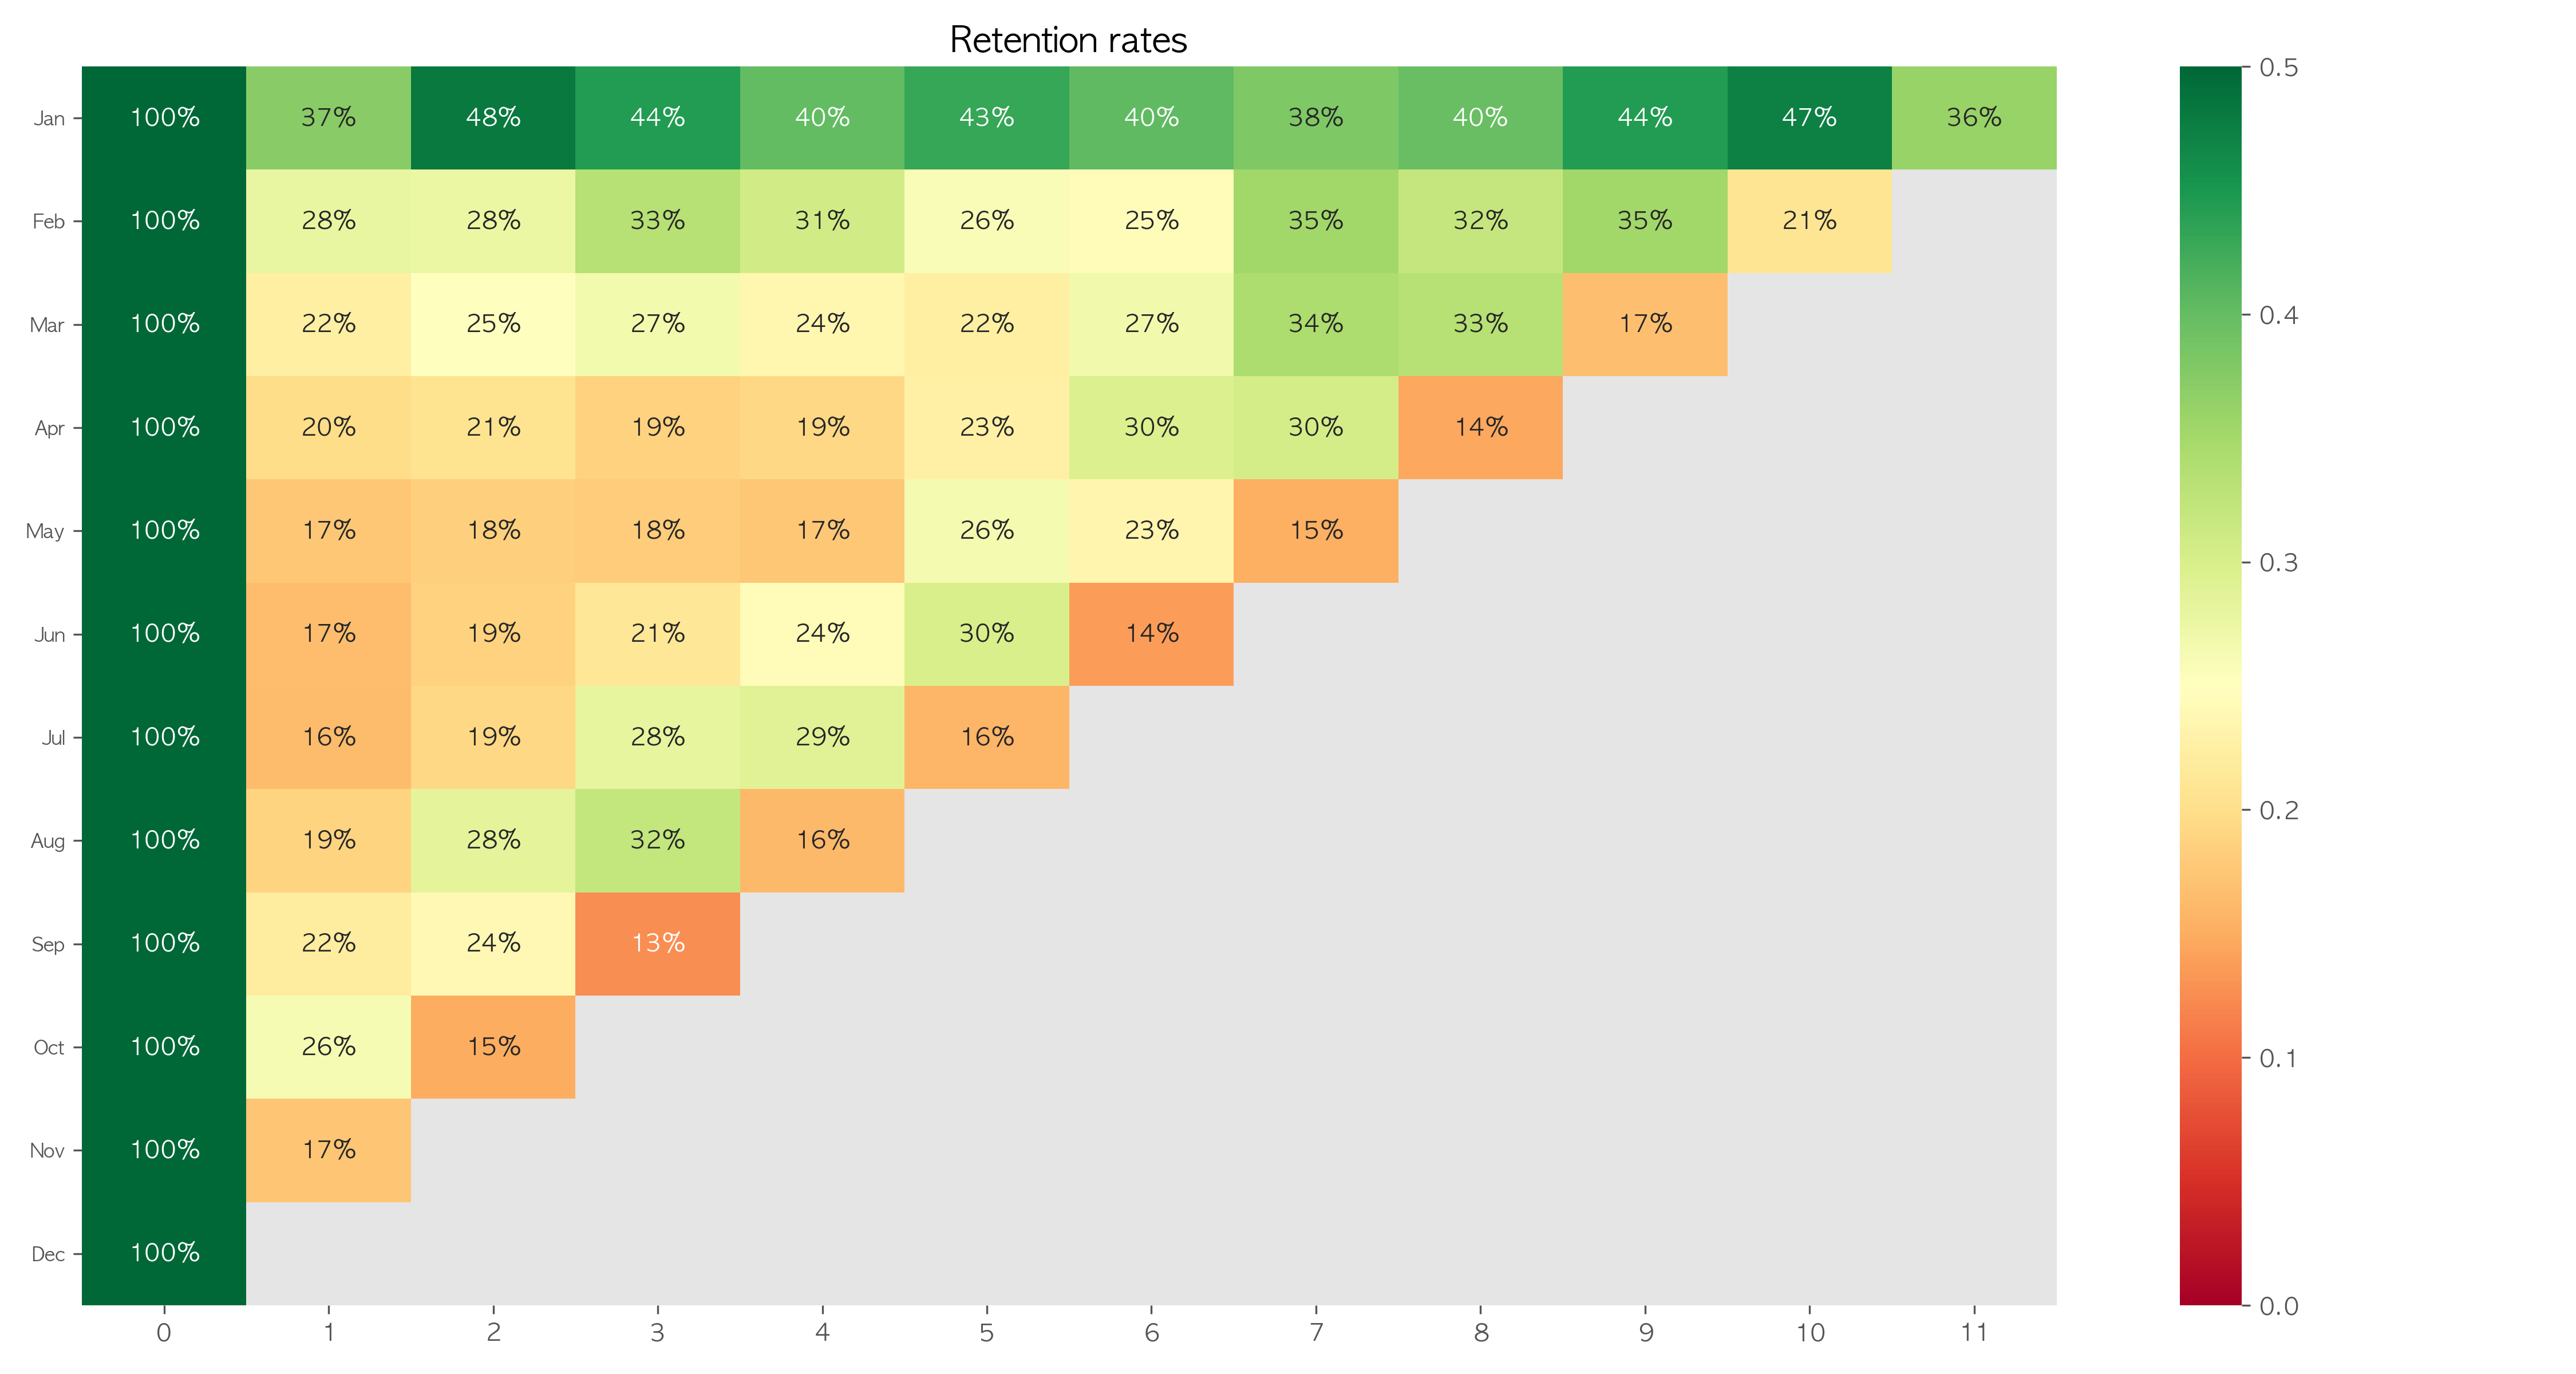 Retention rates
Jan 100% 37% 48% 44% 40% 43% 40% 38% 40% 44% 47% 36%
Feb 100% 28% 28% 33% 31% 26% 25% 35% 32% 35% 21%
Mar 100% 22% 25% 27% 24% 22% 27% 34% 33% 17%
Apr 100% 20% 21% 19% 19% 23% 30% 30% 14%
May 100% 17% 18% 18% 17% 26% 23% 15%
Jun 100% 17% 19% 21% 24% 30% 14%
Jul 100% 16% 19% 28% 29% 16%
Aug 100% 19% 28% 32% 16%
Sep 100% 22% 24% 13%
Oct 100% 26% 15%
Nov 100% 17%
Dec 100%
0 1 2 3 4 5 6 7 8 9 10 11
0.5
0.4
0.3
0.2
0.1
0.0